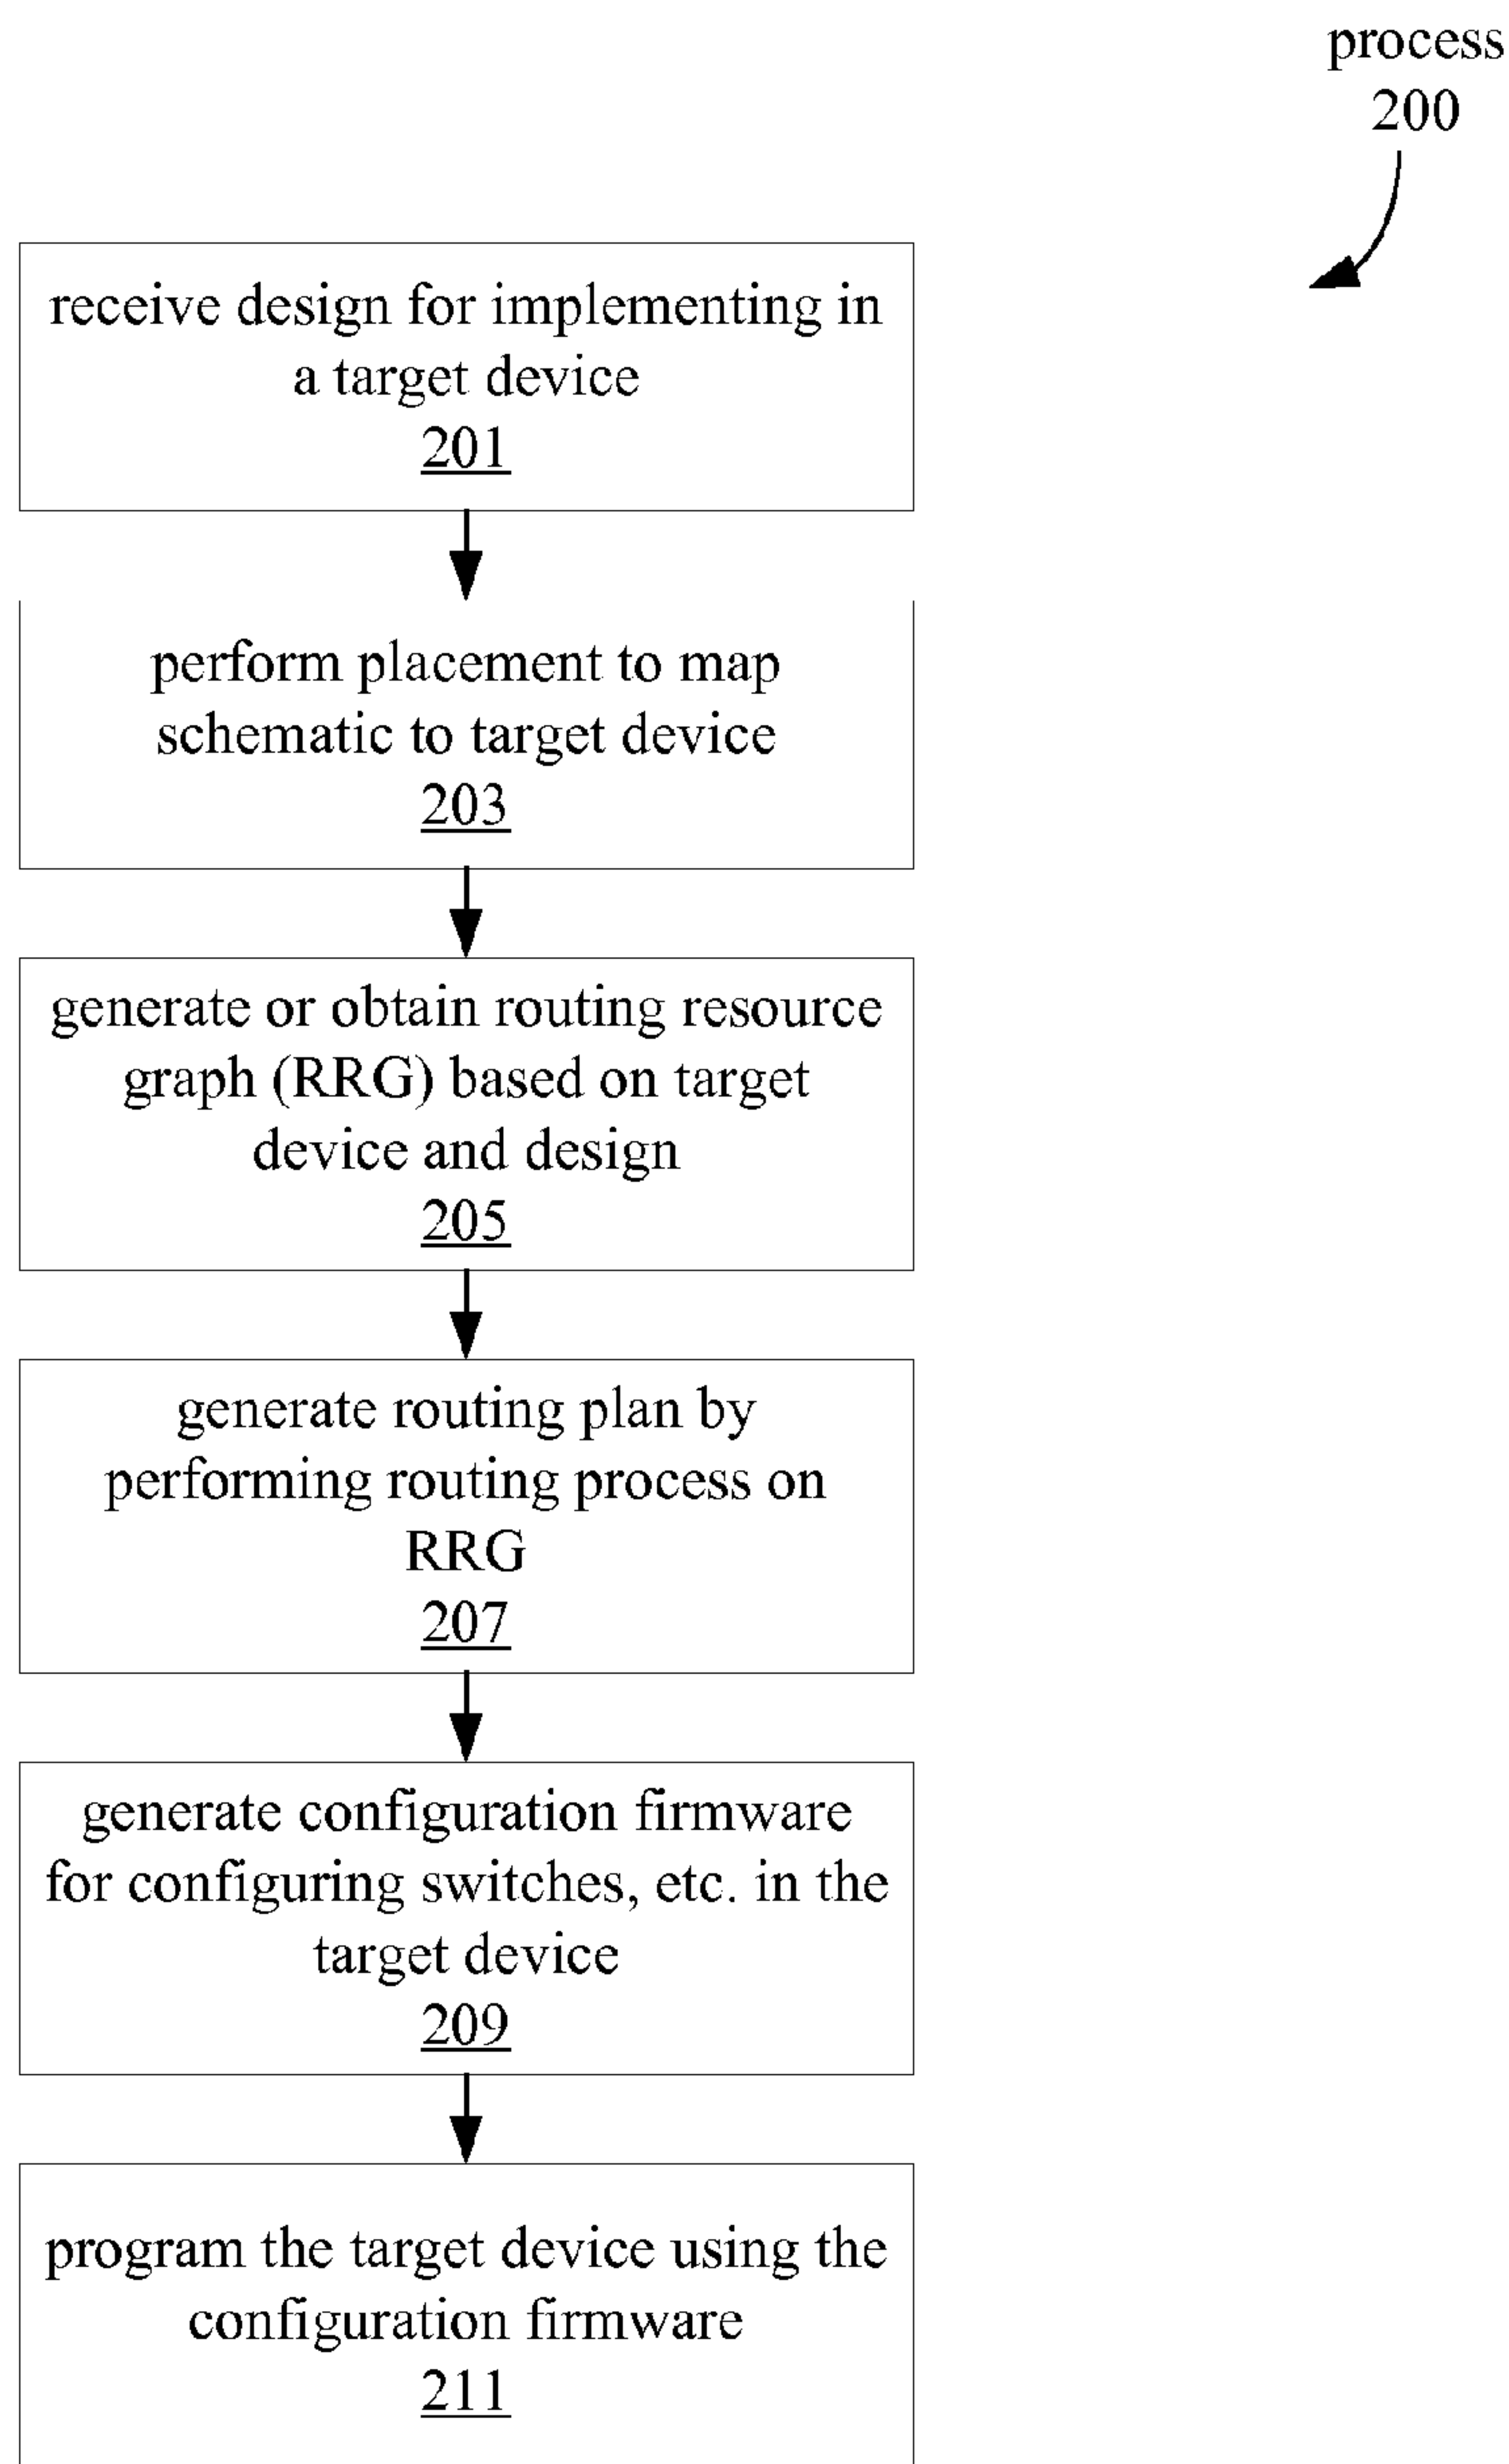 process
200
receive design for implementing in
a target device
201
perform placement to map
schematic to target device
203
generate or obtain routing resource
graph (RRG) based on target
device and design
205
generate routing plan by
performing routing process on
RRG
207
generate configuration firmware
for configuring switches, etc. in the
target device
209
program the target device using the
configuration firmware
211